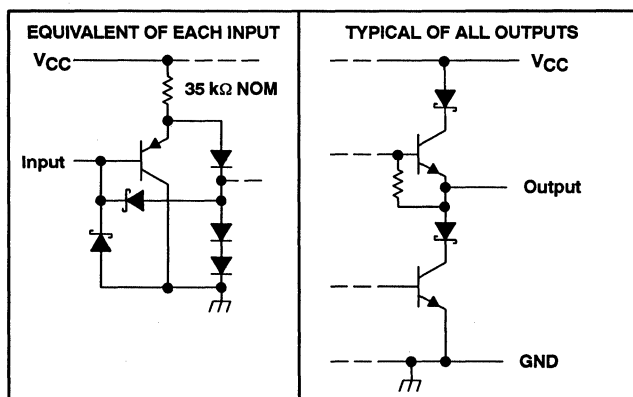 EQUIVALENT OF EACH INPUT
VCC
35 kΩ NOM
Input
TYPICAL OF ALL OUTPUTS
VCC
Output
GND